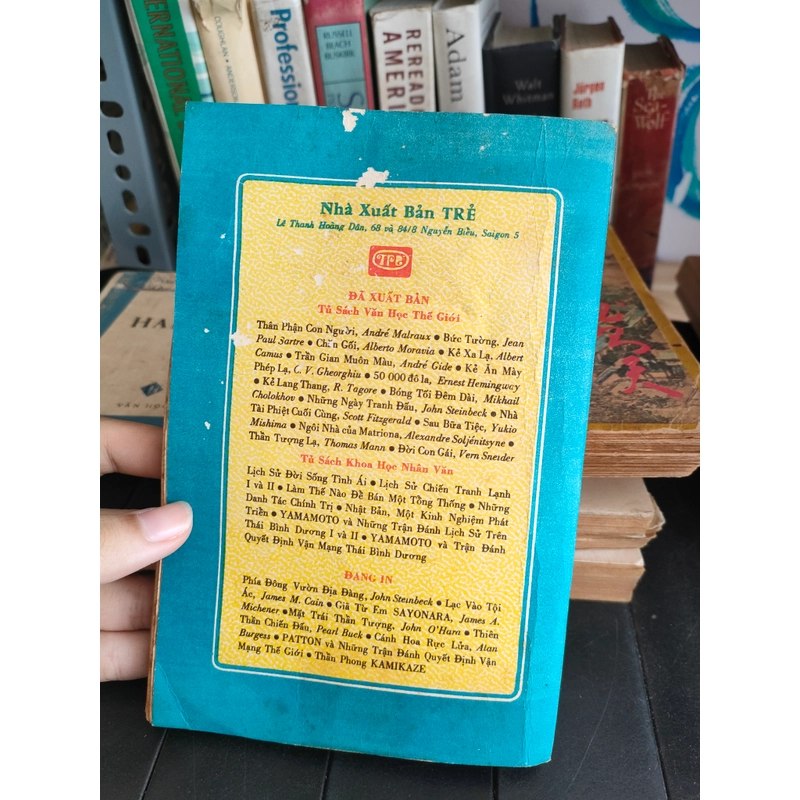 INTERNATIONAL
DOUGHLAN • ANDERSON
Profession
RUSSELL
BEACH
BUSKIRK
REREAD
AMERI
Adam
Walt
Whitman
Jürgen
The
Sea-
Wolf
HA
Nhà Xuất Bản TRẺ
Lê Thanh Hoàng Dân, 68 và 84/8 Nguyễn Biểu, Saigon 5
ĐÃ XUẤT BẢN
Tủ Sách Văn Học Thế Giới
Thân Phận Con Người, André Malraux • Bức Tường, Jean
Paul Sartre • Chăn Gối, Alberto Moravia • Kẻ Xa Lạ, Albert
Camus • Trần Gian Muôn Màu, André Gide • Kẻ Ăn Mày
Phép Lạ, C. V. Gheorghiu • 50 000 đô la, Ernest Hemingway
• Kẻ Lang Thang, R. Tagore • Bóng Tối Đêm Dài, Mikhail
Cholokhov • Những Ngày Tranh Đấu, John Steinbeck • Nhà
Tài Phiệt Cuối Cùng, Scott Fitzgerald • Sau Bữa Tiệc, Yukio
Mishima • Ngôi Nhà của Matriona, Alexandre Soljénitsyne •
Thần Tượng Lạ, Thomas Mann • Đời Con Gái, Vern Sneider
Tủ Sách Khoa Học Nhân Văn
Lịch Sử Đời Sống Tình Ái • Lịch Sử Chiến Tranh Lạnh
I và II • Làm Thế Nào Để Bán Một Tổng Thống • Những
Danh Tác Chính Trị • Nhật Bản, Một Kinh Nghiệm Phát
Triển • YAMAMOTO và Những Trận Đánh Lịch Sử Trên
Thái Bình Dương I và II • YAMAMOTO và Trận Đánh
Quyết Định Vận Mạng Thái Bình Dương
ĐANG IN
Phía Đông Vườn Địa Đàng, John Steinbeck • Lạc Vào Tội
Ác, James M. Cain • Giã Từ Em SAYONARA, James A.
Michener • Mặt Trái Thần Tượng, John O'Hara • Thiên
Thần Chiến Đấu, Pearl Buck • Cánh Hoa Rực Lửa, Alan
Burgess • PATTON và Những Trận Đánh Quyết Định Vận
Mạng Thế Giới • Thần Phong KAMIKAZE